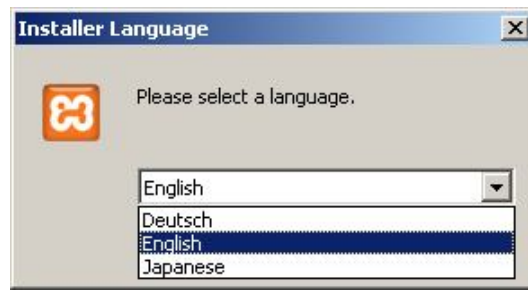 Installer Language
Please select a language.
English
Deutsch
English
Japanese